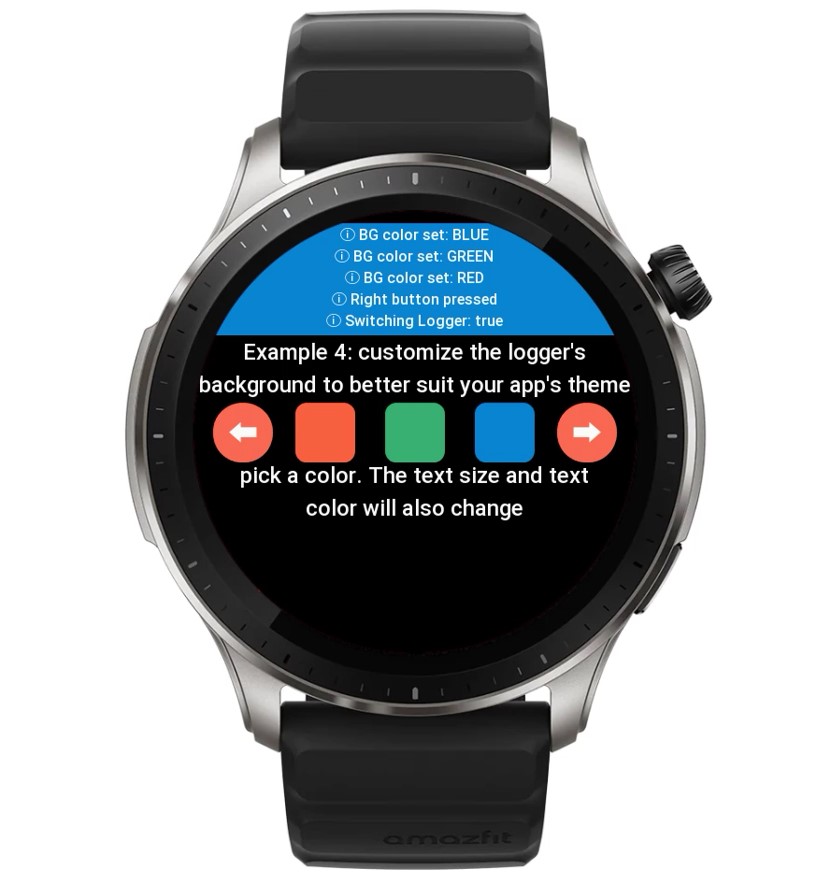 ⓘ BG color set: BLUE
ⓘ BG color set: GREEN
ⓘ BG color set: RED
ⓘ Right button pressed
ⓘ Switching Logger: true
Example 4: customize the logger's
background to better suit your app's theme
pick a color. The text size and text
color will also change
amazfit